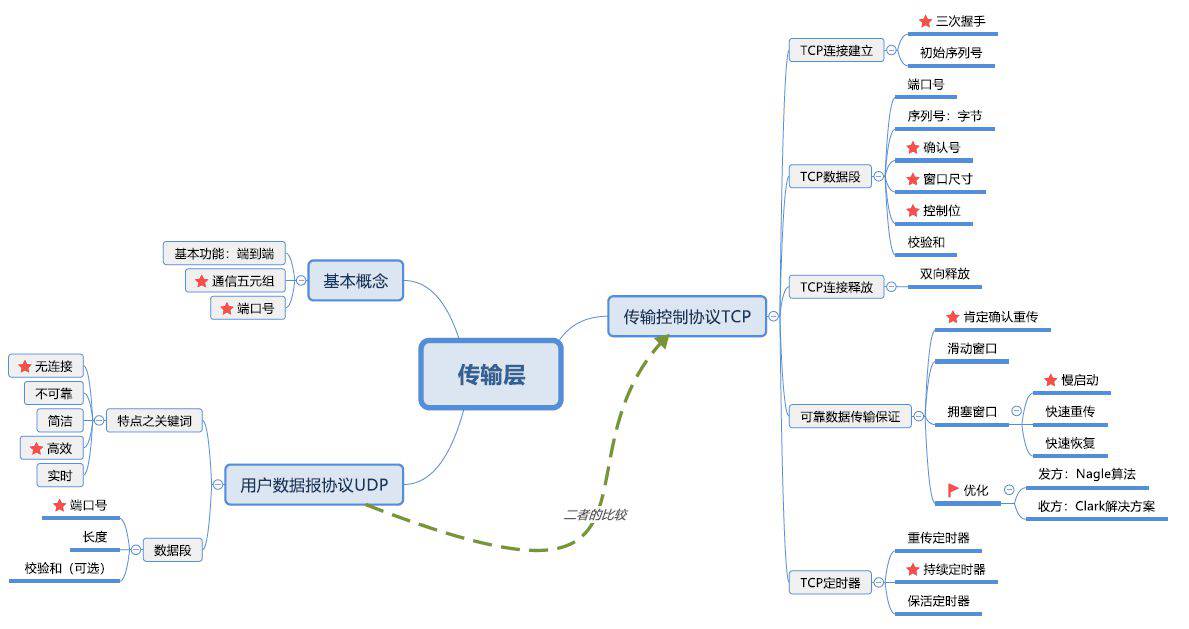 传输层
基本概念
基本功能：端到端
通信五元组
端口号
用户数据报协议UDP
特点之关键词
无连接
不可靠
简洁
高效
实时
数据段
端口号
长度
校验和（可选）
二者的比较
传输控制协议TCP
TCP连接建立
三次握手
初始序列号
TCP数据段
端口号
序列号：字节
确认号
窗口尺寸
控制位
校验和
TCP连接释放
双向释放
可靠数据传输保证
肯定确认重传
滑动窗口
拥塞窗口
慢启动
快速重传
快速恢复
优化
发方：Nagle算法
收方：Clark解决方案
TCP定时器
重传定时器
持续定时器
保活定时器